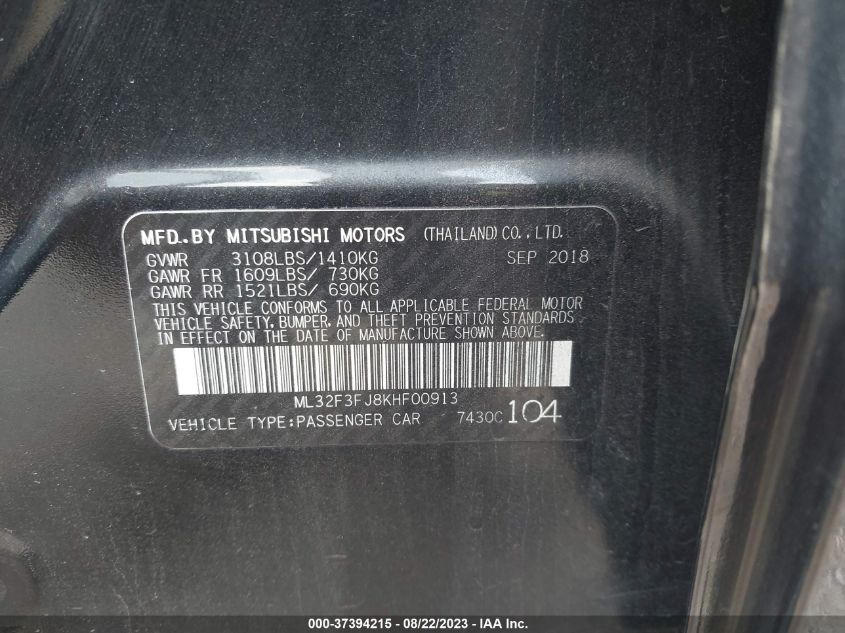 MFD. BY MITSUBISHI MOTORS (THAILAND) CO., LTD.
GVWR 3108LBS/1410KG SEP 2018
GAWR FR 1609LBS/ 730KG
GAWR RR 1521LBS/ 690KG
THIS VEHICLE CONFORMS TO ALL APPLICABLE FEDERAL MOTOR
VEHICLE SAFETY, BUMPER, AND THEFT PREVENTION STANDARDS
IN EFFECT ON THE DATE OF MANUFACTURE SHOWN ABOVE.
ML32F3FJ8KHF00913
VEHICLE TYPE:PASSENGER CAR 7430C 104
000-37394215 - 08/22/2023 - IAA Inc.